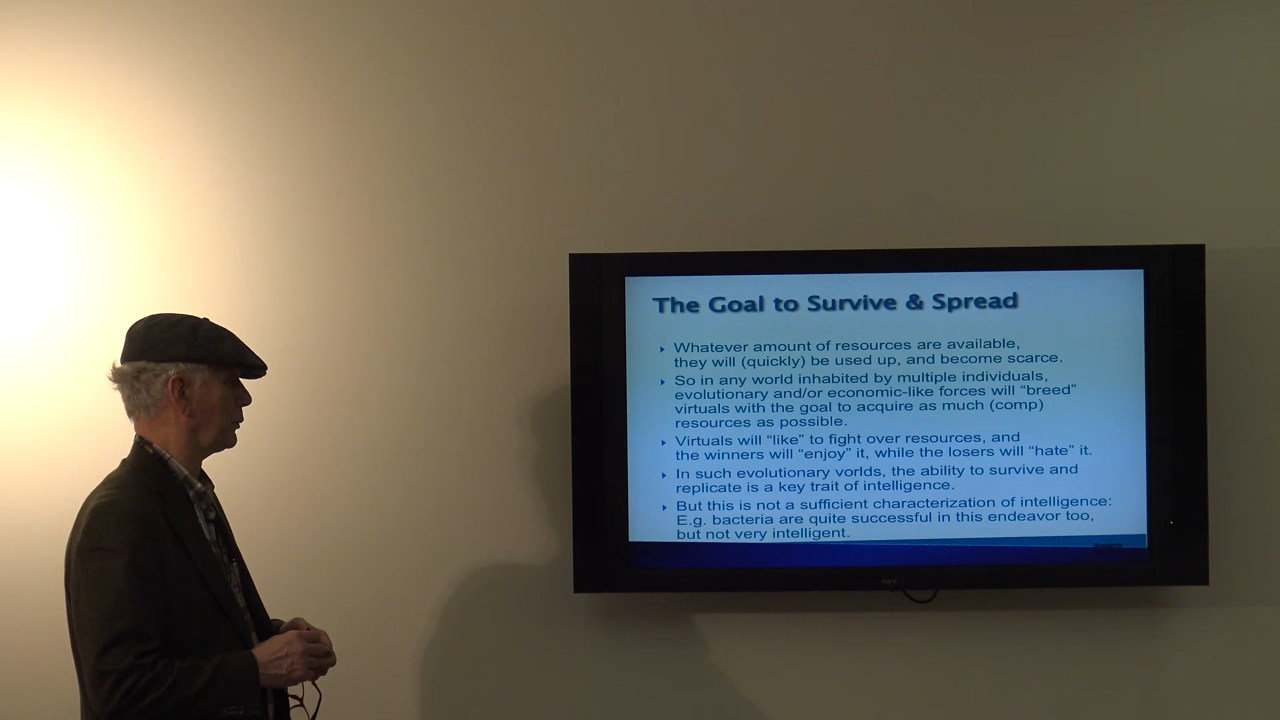 The Goal to Survive & Spread
Whatever amount of resources are available,
they will (quickly) be used up, and become scarce.
So in any world inhabited by multiple individuals,
evolutionary and/or economic-like forces will “breed”
virtuals with the goal to acquire as much (comp)
resources as possible.
Virtuals will “like” to fight over resources, and
the winners will “enjoy” it, while the losers will “hate” it.
In such evolutionary vorlds, the ability to survive and
replicate is a key trait of intelligence.
But this is not a sufficient characterization of intelligence:
E.g. bacteria are quite successful in this endeavor too,
but not very intelligent.
NEC